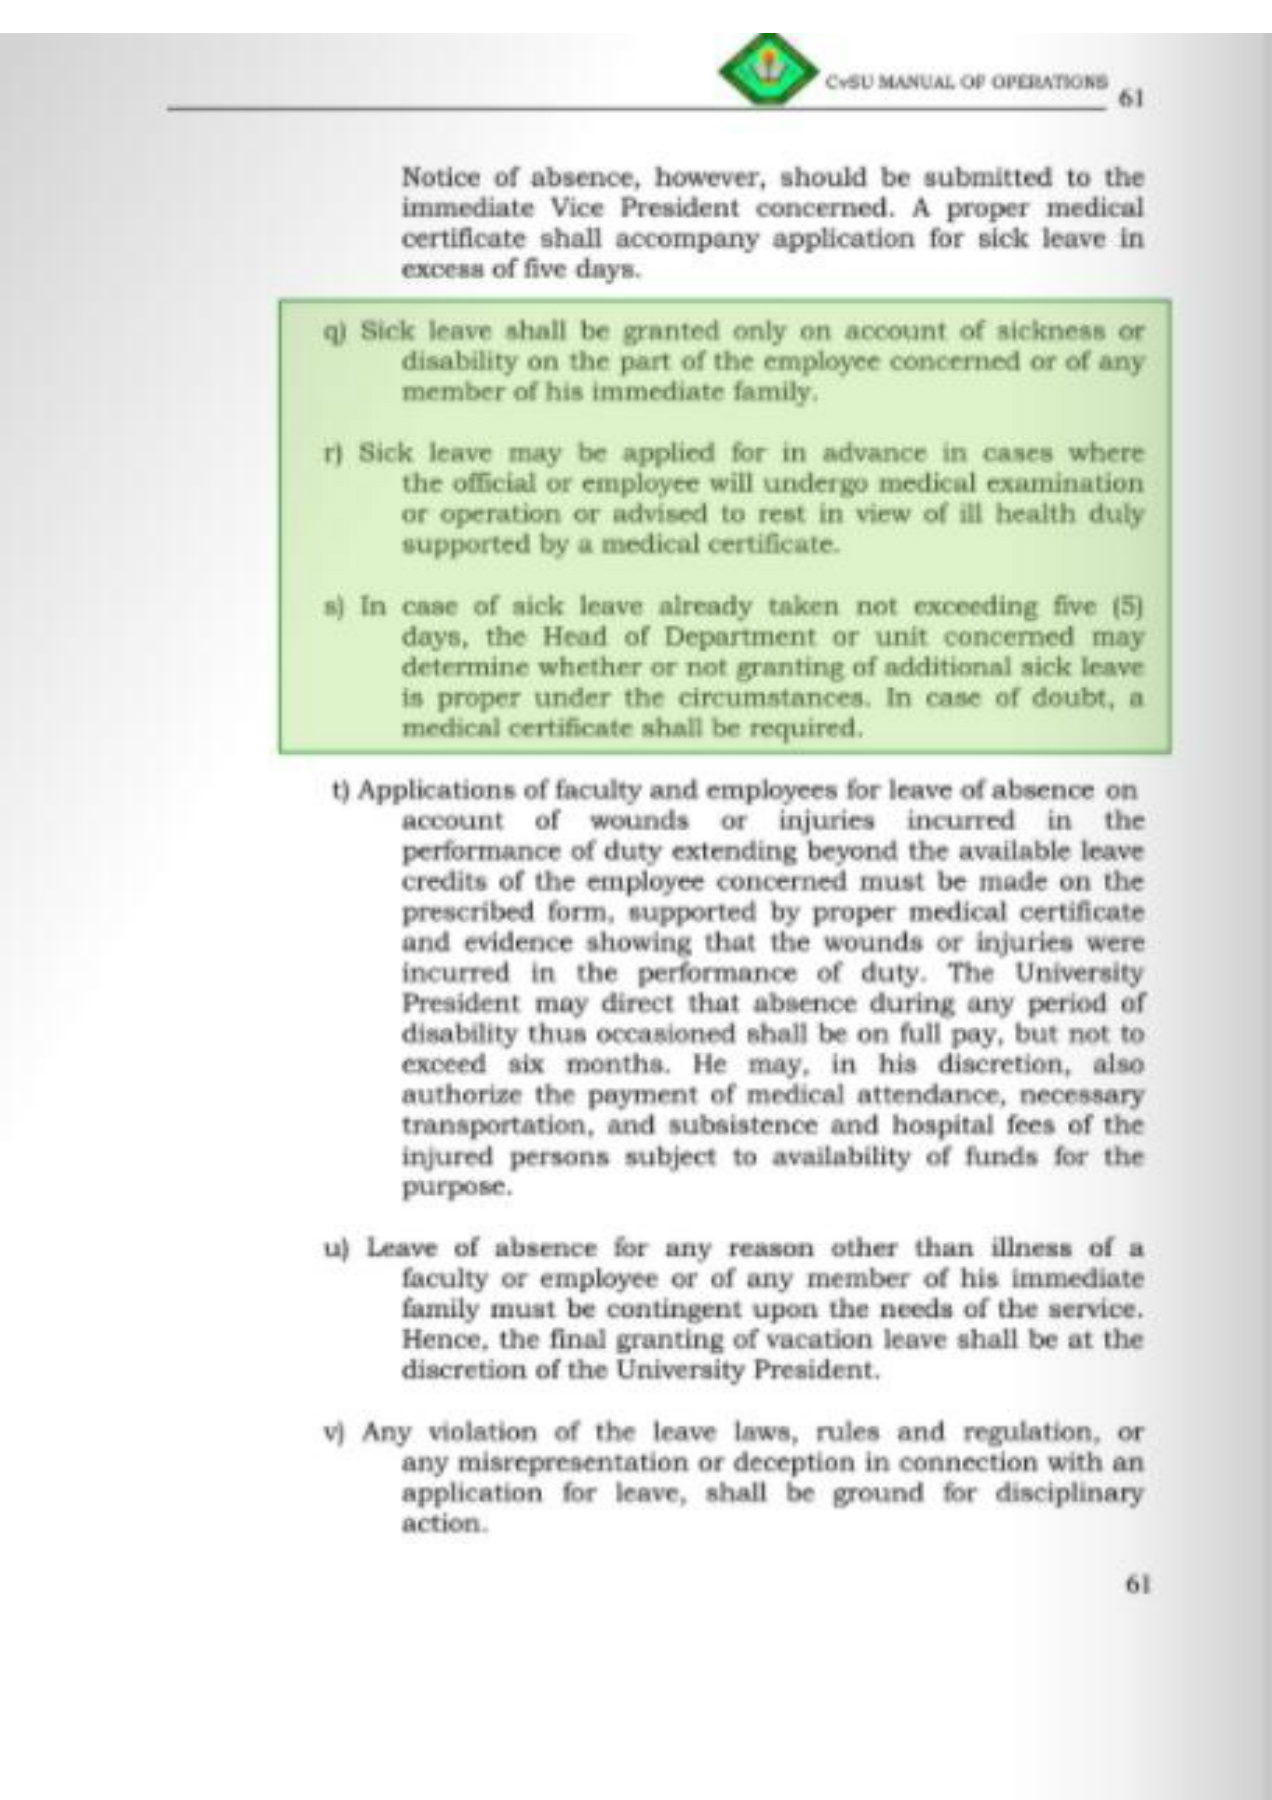 CvSU MANUAL OF OPERATIONS 61
Notice of absence, however, should be submitted to the
immediate Vice President concerned. A proper medical
certificate shall accompany application for sick leave in
excess of five days.
q) Sick leave shall be granted only on account of sickness or
disability on the part of the employee concerned or of any
member of his immediate family.
r) Sick leave may be applied for in advance in cases where
the official or employee will undergo medical examination
or operation or advised to rest in view of ill health duly
supported by a medical certificate.
s) In case of sick leave already taken not exceeding five (5)
days, the Head of Department or unit concerned may
determine whether or not granting of additional sick leave
is proper under the circumstances. In case of doubt, a
medical certificate shall be required.
t) Applications of faculty and employees for leave of absence on
account of wounds or injuries incurred in the
performance of duty extending beyond the available leave
credits of the employee concerned must be made on the
prescribed form, supported by proper medical certificate
and evidence showing that the wounds or injuries were
incurred in the performance of duty. The University
President may direct that absence during any period of
disability thus occasioned shall be on full pay, but not to
exceed six months. He may, in his discretion, also
authorize the payment of medical attendance, necessary
transportation, and subsistence and hospital fees of the
injured persons subject to availability of funds for the
purpose.
u) Leave of absence for any reason other than illness of a
faculty or employee or of any member of his immediate
family must be contingent upon the needs of the service.
Hence, the final granting of vacation leave shall be at the
discretion of the University President.
v) Any violation of the leave laws, rules and regulation, or
any misrepresentation or deception in connection with an
application for leave, shall be ground for disciplinary
action.
61